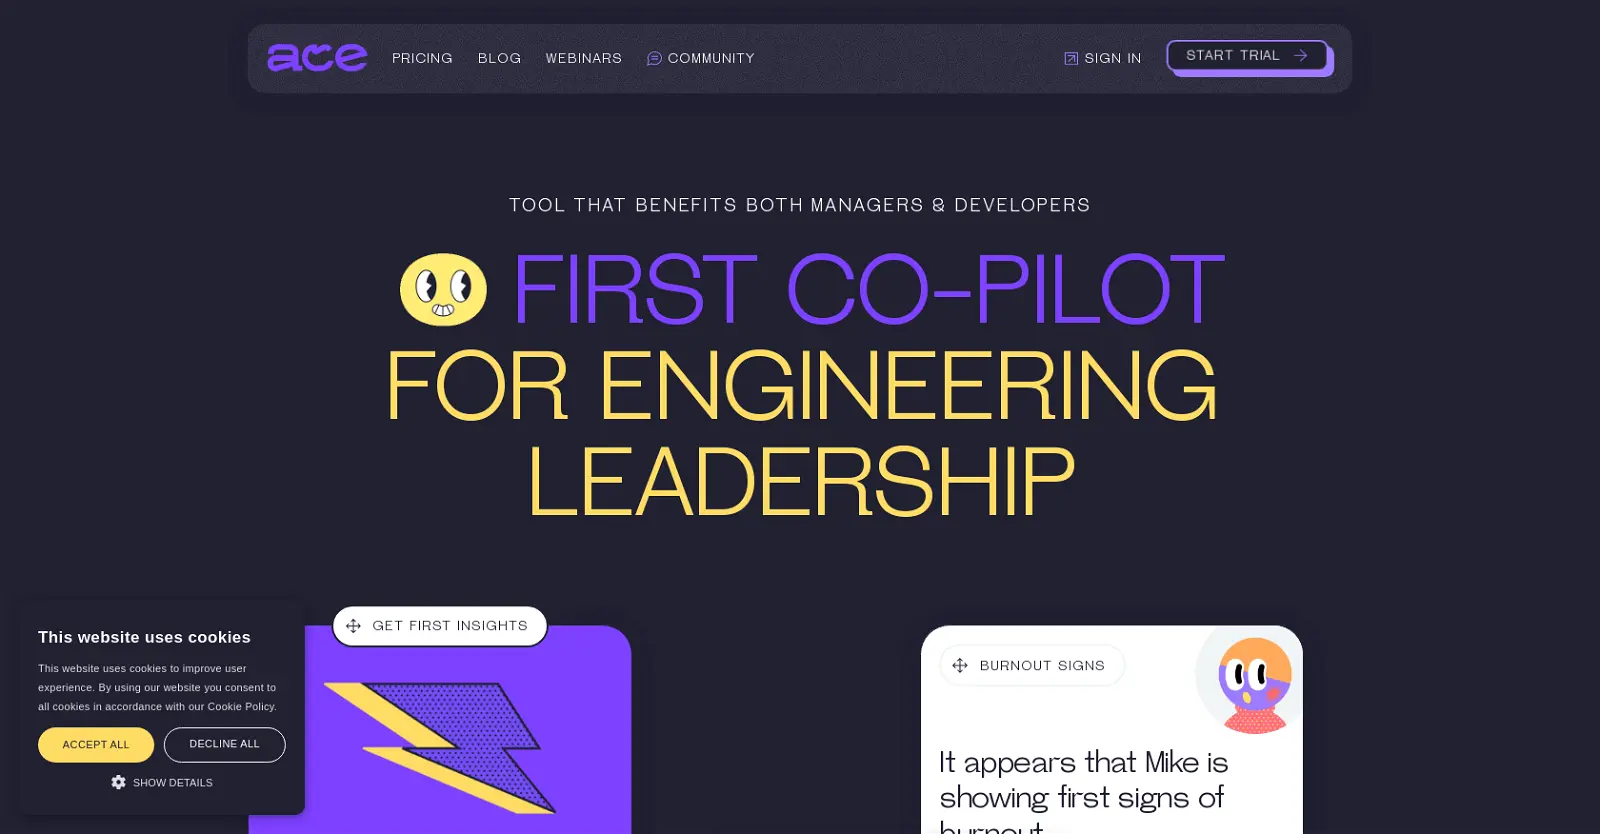 ace
PRICING
BLOG
WEBINARS
COMMUNITY
SIGN IN
START TRIAL
TOOL THAT BENEFITS BOTH MANAGERS & DEVELOPERS
FIRST CO-PILOT
FOR ENGINEERING
LEADERSHIP
GET FIRST INSIGHTS
BURNOUT SIGNS
It appears that Mike is
showing first signs of
burnout
This website uses cookies
This website uses cookies to improve user
experience. By using our website you consent to
all cookies in accordance with our Cookie Policy.
ACCEPT ALL
DECLINE ALL
SHOW DETAILS